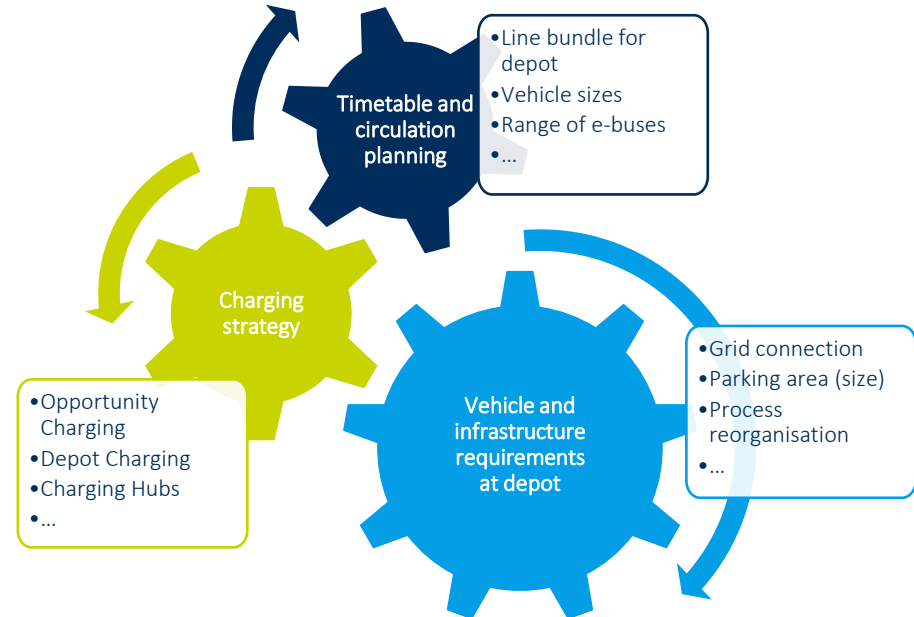 Timetable and
circulation
planning
•Line bundle for
depot
•Vehicle sizes
•Range of e-buses
•...
Charging
strategy
•Opportunity
Charging
•Depot Charging
•Charging Hubs
•...
Vehicle and
infrastructure
requirements
at depot
•Grid connection
•Parking area (size)
•Process
reorganisation
•...